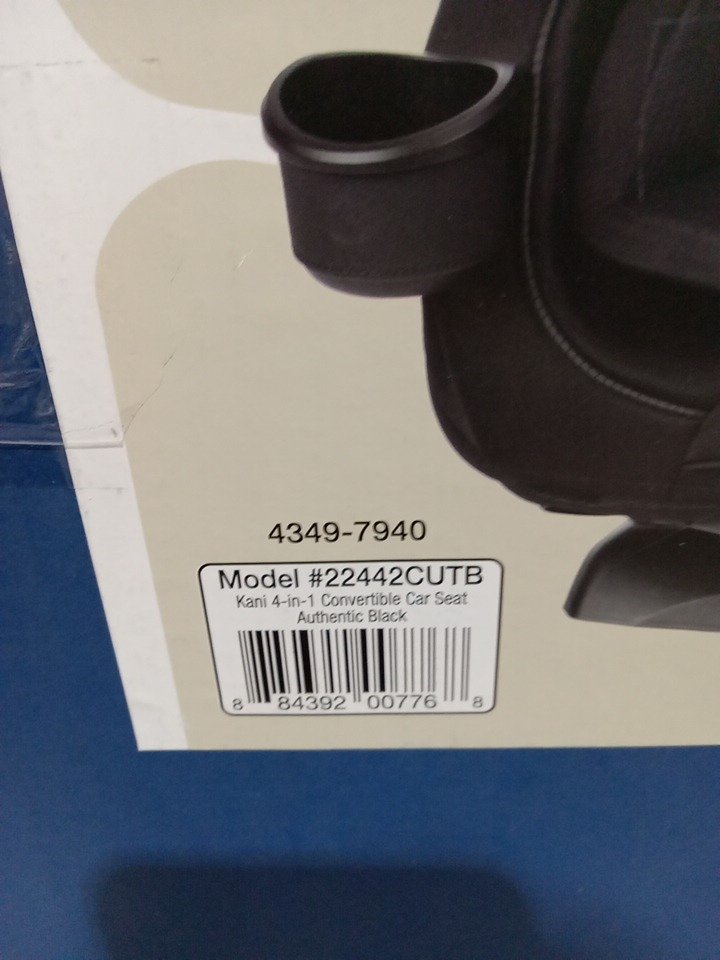 4349-7940
Model #22442CUTB
Kani 4-in-1 Convertible Car Seat
Authentic Black
8 84392 00776 8